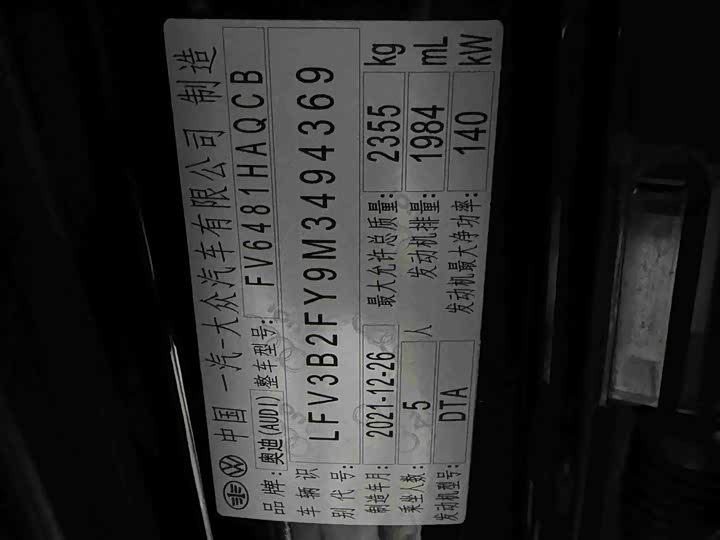 中国 一汽-大众汽车有限公司 制造
品牌: 奥迪(AUDI) 整车型号: FV6481HAQCB
车辆识别代号: LFV3B2FY9M3494369
制造年月: 2021-12-26 最大允许总质量: 2355 kg
乘坐人数: 5 人 发动机排量: 1984 mL
发动机型号: DTA 发动机最大净功率: 140 kW